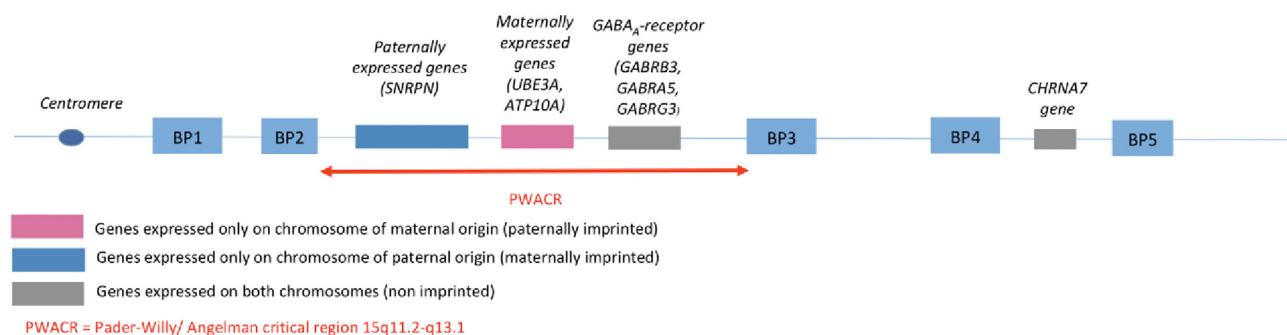 Centromere
Paternally
expressed genes
(SNRPN)
Maternally
expressed
genes
(UBE3A,
ATP10A)
GABAA-receptor
genes
(GABRB3,
GABRA5,
GABRG3)
CHRNA7
gene
BP1
BP2
BP3
BP4
BP5
PWACR
Genes expressed only on chromosome of maternal origin (paternally imprinted)
Genes expressed only on chromosome of paternal origin (maternally imprinted)
Genes expressed on both chromosomes (non imprinted)
PWACR = Pader-Willy/ Angelman critical region 15q11.2-q13.1